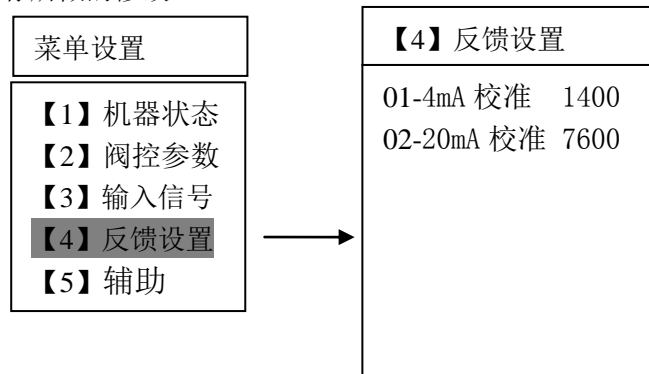 菜单设置
【1】机器状态
【2】阀控参数
【3】输入信号
【4】反馈设置
【5】辅助
【4】反馈设置
01-4mA 校准 1400
02-20mA 校准 7600